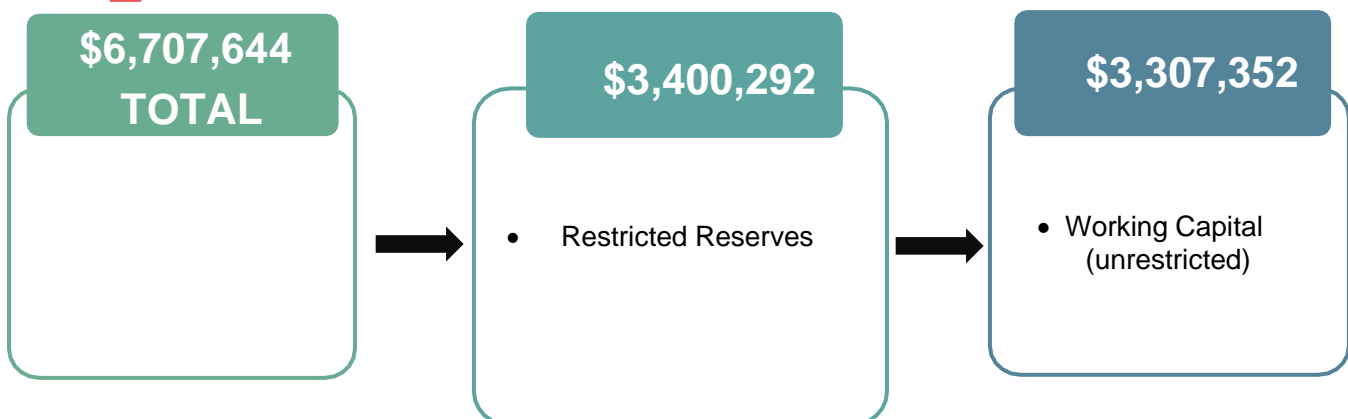 $6,707,644
TOTAL
$3,400,292
• Restricted Reserves
$3,307,352
• Working Capital
(unrestricted)